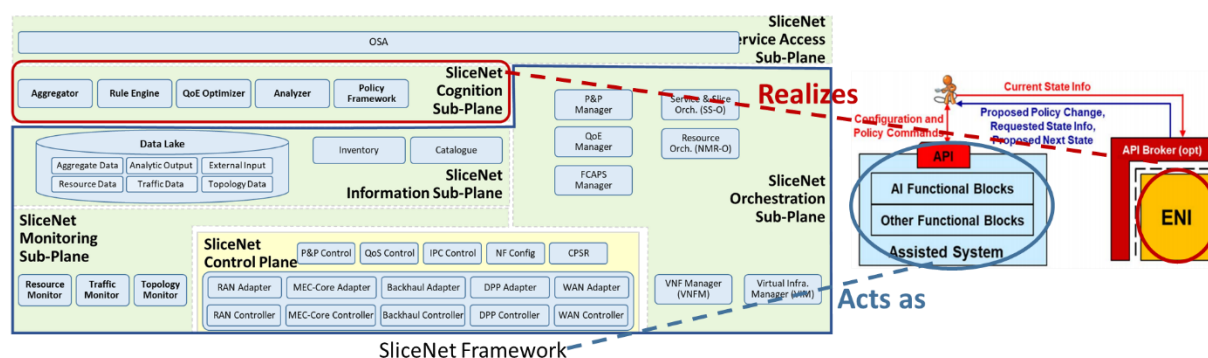 SliceNet
Service Access
Sub-Plane
OSA
SliceNet
Cognition
Sub-Plane
Aggregator
Rule Engine
QoE Optimizer
Analyzer
Policy
Framework
Data Lake
Aggregate Data
Analytic Output
External Input
Resource Data
Traffic Data
Topology Data
Inventory
Catalogue
SliceNet
Information Sub-Plane
P&P
Manager
Service & Slice
Orch. (SS-O)
QoE
Manager
Resource
Orch. (NMR-O)
FCAPS
Manager
SliceNet
Orchestration
Sub-Plane
SliceNet
Monitoring
Sub-Plane
Resource
Monitor
Traffic
Monitor
Topology
Monitor
SliceNet
Control Plane
P&P Control
QoS Control
IPC Control
NF Config
CPSR
RAN Adapter
MEC-Core Adapter
Backhaul Adapter
DPP Adapter
WAN Adapter
RAN Controller
MEC-Core Controller
Backhaul Controller
DPP Controller
WAN Controller
VNF Manager
(VNFM)
Virtual Infra.
Manager (VIM)
SliceNet Framework
Realizes
Acts as
Current State Info
Proposed Policy Change,
Requested State Info,
Proposed Next State
Configuration and
Policy Commands
API
AI Functional Blocks
Other Functional Blocks
Assisted System
API Broker (opt)
ENI